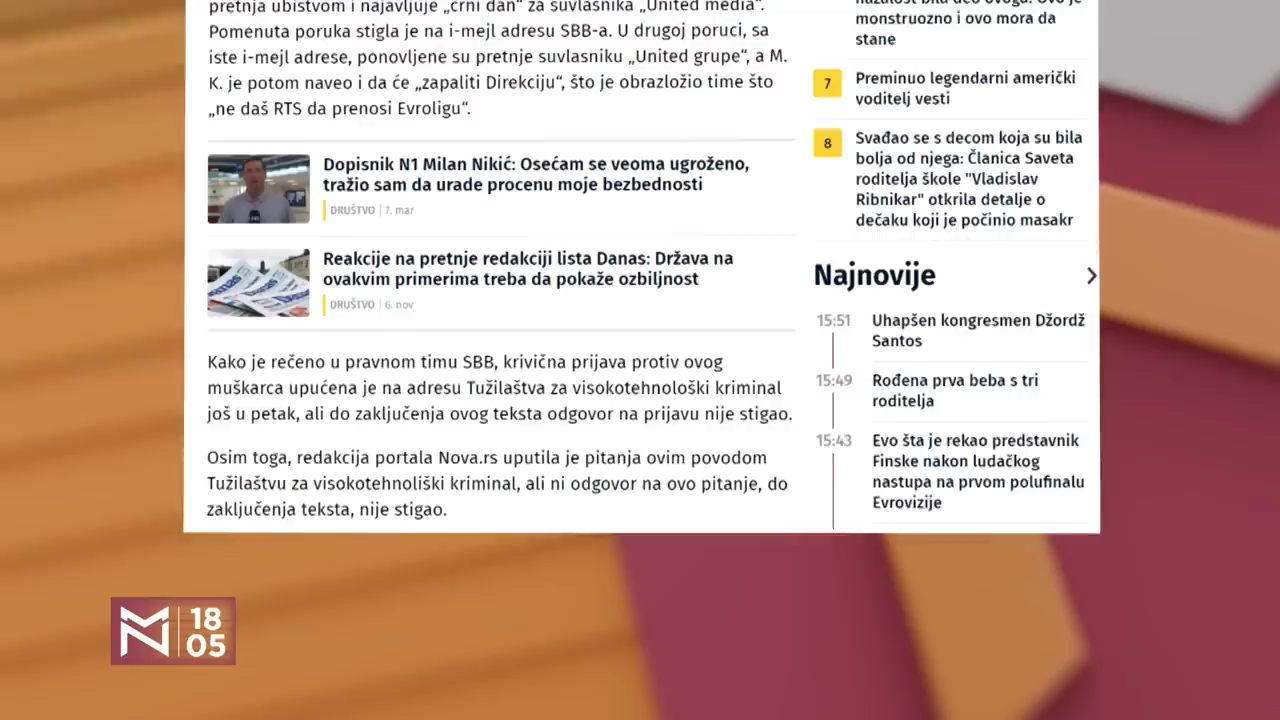 pretnja ubistvom i najavljuje „crni dan“ za suvlasnika „United media“.
Pomenuta poruka stigla je na i-mejl adresu SBB-a. U drugoj poruci, sa
iste i-mejl adrese, ponovljene su pretnje suvlasniku „United grupe“, a M.
K. je potom naveo i da će „zapaliti Direkciju“, što je obrazložio time što
„ne daš RTS da prenosi Evroligu“.
Dopisnik N1 Milan Nikić: Osećam se veoma ugroženo,
tražio sam da urade procenu moje bezbednosti
DRUŠTVO | 7. mar
Reakcije na pretnje redakciji lista Danas: Država na
ovakvim primerima treba da pokaže ozbiljnost
DRUŠTVO | 6. nov
Kako je rečeno u pravnom timu SBB, krivična prijava protiv ovog
muškarca upućena je na adresu Tužilaštva za visokotehnološki kriminal
još u petak, ali do zaključenja ovog teksta odgovor na prijavu nije stigao.
Osim toga, redakcija portala Nova.rs uputila je pitanja ovim povodom
Tužilaštvu za visokotehnoliški kriminal, ali ni odgovor na ovo pitanje, do
zaključenja teksta, nije stigao.
nažalost bila deo ovoga: Ovo je
monstruozno i ovo mora da
stane
7
Preminuo legendarni američki
voditelj vesti
8
Svađao se s decom koja su bila
bolja od njega: Članica Saveta
roditelja škole "Vladislav
Ribnikar" otkrila detalje o
dečaku koji je počinio masakr
Najnovije
15:51
Uhapšen kongresmen Džordž
Santos
15:49
Rođena prva beba s tri
roditelja
15:43
Evo šta je rekao predstavnik
Finske nakon ludačkog
nastupa na prvom polufinalu
Evrovizije
18
05